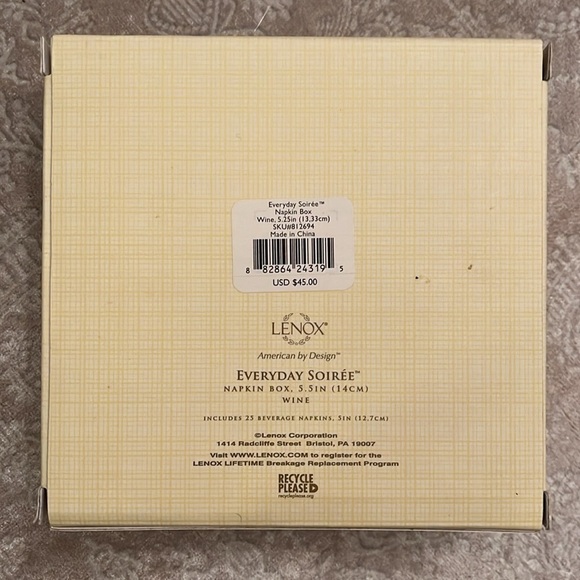 Everyday Soirée™
Napkin Box
Wine, 5.25in (13,33cm)
SKU#812694
Made in China
8 82864 24319 5
USD $45.00
LENOX®
American by Design™
EVERYDAY SOIRÉE™
NAPKIN BOX, 5.5IN (14CM)
WINE
INCLUDES 25 BEVERAGE NAPKINS, 5IN (12,7CM)
©Lenox Corporation
1414 Radcliffe Street Bristol, PA 19007
Visit WWW.LENOX.COM to register for the
LENOX LIFETIME Breakage Replacement Program
RECYCLE
PLEASE
recycleplease.org